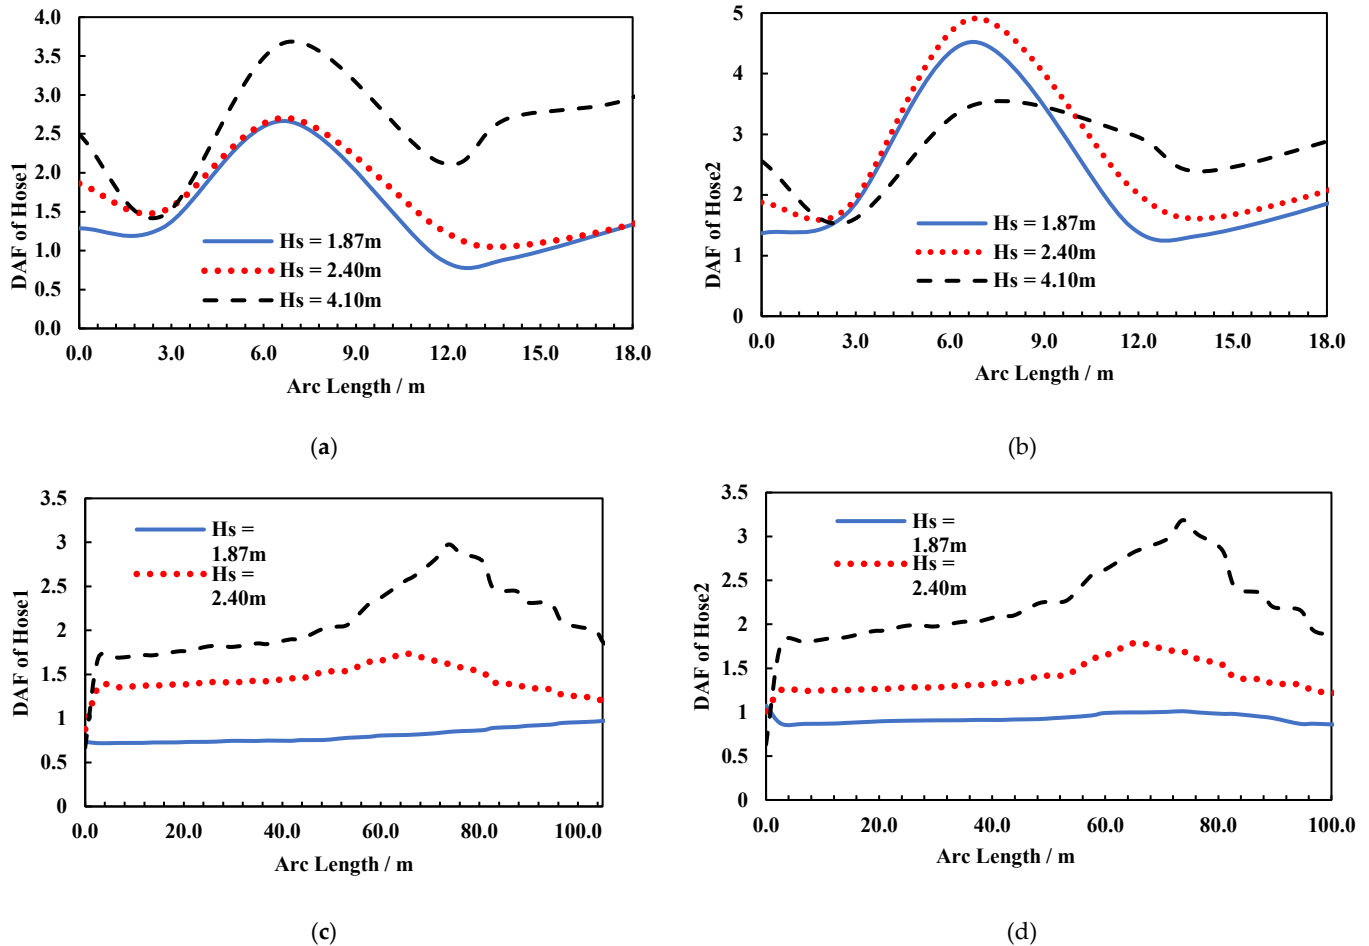 4.0
3.5
3.0
2.5
2.0
1.5
1.0
0.5
0.0
DAF of Hose1
Hs = 1.87m
Hs = 2.40m
Hs = 4.10m
0.0 3.0 6.0 9.0 12.0 15.0 18.0
Arc Length / m
(a)
5
4
3
2
1
0
DAF of Hose2
Hs = 1.87m
Hs = 2.40m
Hs = 4.10m
0.0 3.0 6.0 9.0 12.0 15.0 18.0
Arc Length / m
(b)
3.5
3
2.5
2
1.5
1
0.5
0
DAF of Hose1
Hs =
1.87m
Hs =
2.40m
0.0 20.0 40.0 60.0 80.0 100.0
Arc Length / m
(c)
3.5
3
2.5
2
1.5
1
0.5
0
DAF of Hose2
Hs =
1.87m
Hs =
2.40m
0.0 20.0 40.0 60.0 80.0 100.0
Arc Length / m
(d)